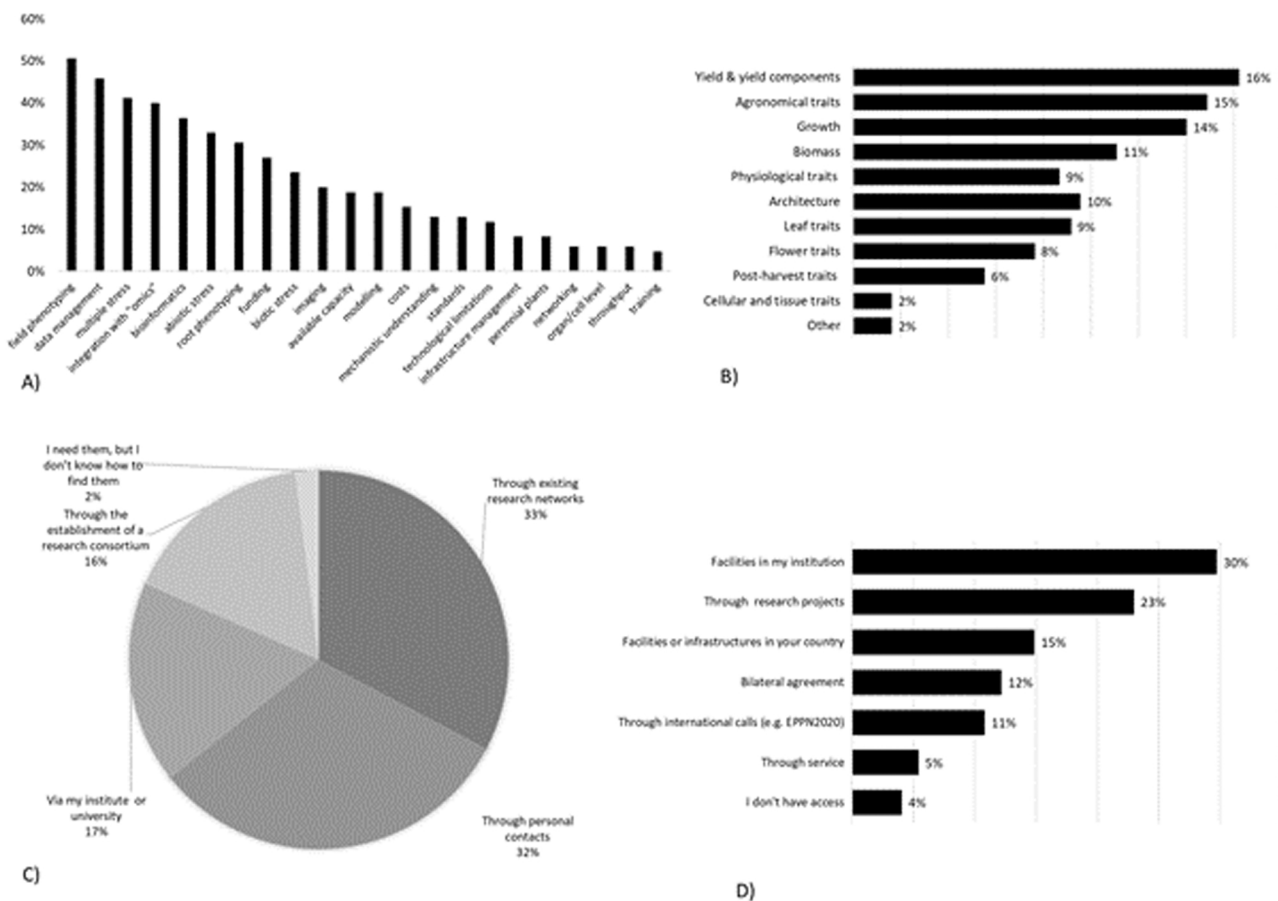 60%
50%
40%
30%
20%
10%
0%
field phenotyping
data management
multiple stress
integration with "omics"
bioinformatics
abiotic stress
root phenotyping
funding
biotic stress
imaging
available capacity
modelling
costs
mechanistic understanding
standards
technological limitations
infrastructure management
perennial plants
networking
organ/cell level
throughput
training
A)
Yield & yield components 16%
Agronomical traits 15%
Growth 14%
Biomass 11%
Physiological traits 9%
Architecture 10%
Leaf traits 9%
Flower traits 8%
Post-harvest traits 6%
Cellular and tissue traits 2%
Other 2%
B)
I need them, but I
don't know how to
find them
2%
Through the
establishment of a
research consortium
16%
Through existing
research networks
33%
Via my institute or
university
17%
Through personal
contacts
32%
C)
Facilities in my institution 30%
Through research projects 23%
Facilities or infrastructures in your country 15%
Bilateral agreement 12%
Through international calls (e.g. EPPN2020) 11%
Through service 5%
I don't have access 4%
D)